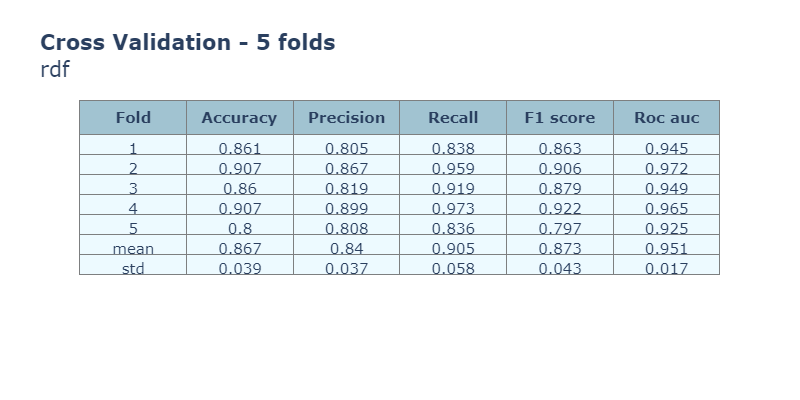 Cross Validation - 5 folds
rdf
Fold Accuracy Precision Recall F1 score Roc auc
1 0.861 0.805 0.838 0.863 0.945
2 0.907 0.867 0.959 0.906 0.972
3 0.86 0.819 0.919 0.879 0.949
4 0.907 0.899 0.973 0.922 0.965
5 0.8 0.808 0.836 0.797 0.925
mean 0.867 0.84 0.905 0.873 0.951
std 0.039 0.037 0.058 0.043 0.017